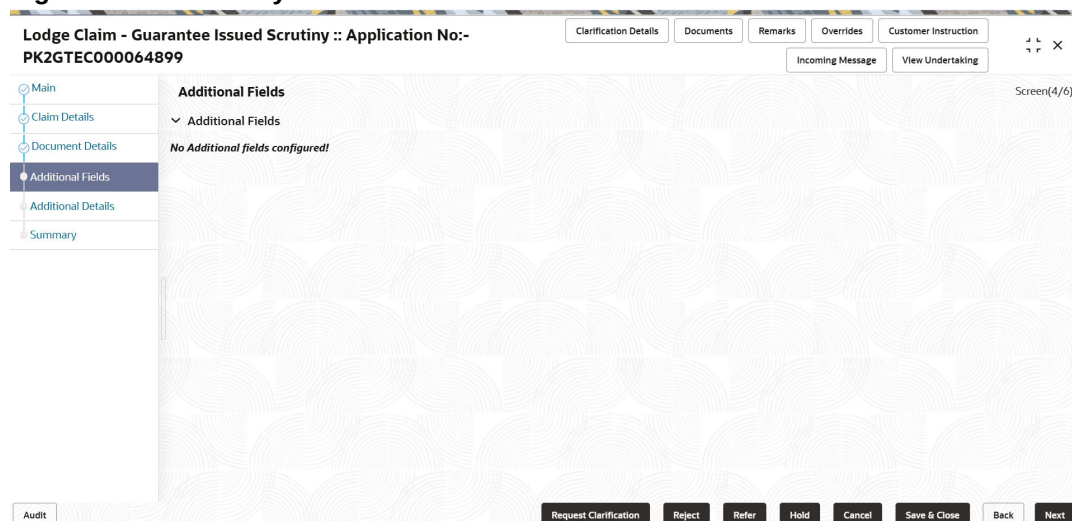 Lodge Claim - Guarantee Issued Scrutiny :: Application No:-
PK2GTEC000064899
Clarification Details
Documents
Remarks
Overrides
Customer Instruction
Incoming Message
View Undertaking
Main
Claim Details
Document Details
Additional Fields
Additional Details
Summary
Additional Fields
Screen(4/6)
Additional Fields
No Additional fields configured!
Audit
Request Clarification
Reject
Refer
Hold
Cancel
Save & Close
Back
Next